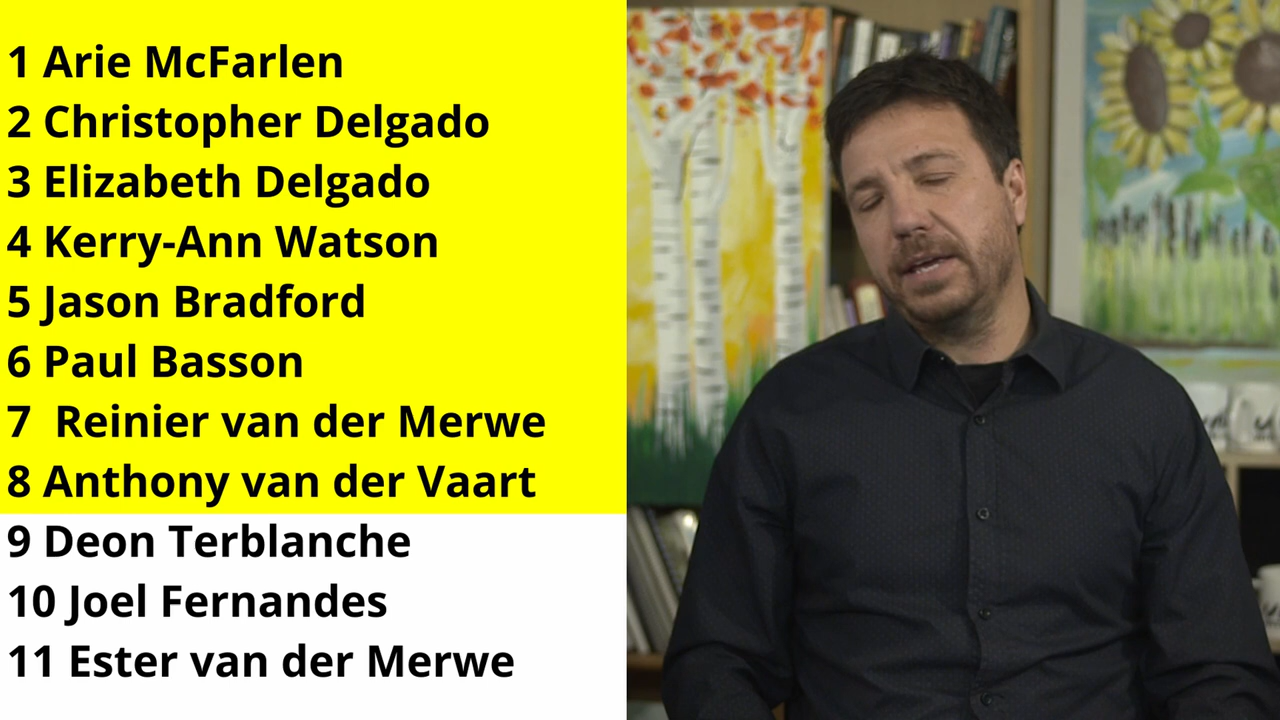 1 Arie McFarlen
2 Christopher Delgado
3 Elizabeth Delgado
4 Kerry-Ann Watson
5 Jason Bradford
6 Paul Basson
7  Reinier van der Merwe
8 Anthony van der Vaart
9 Deon Terblanche
10 Joel Fernandes
11 Ester van der Merwe